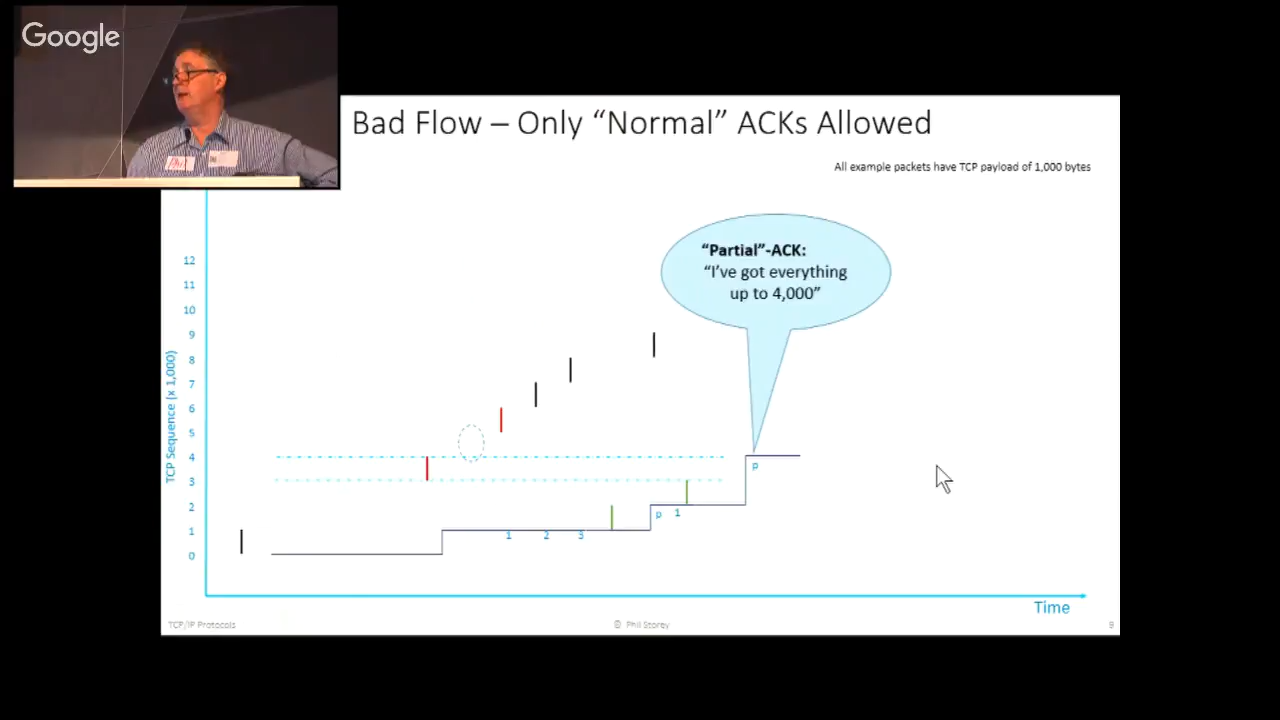 Google
Phil
Bad Flow – Only “Normal” ACKs Allowed
All example packets have TCP payload of 1,000 bytes
“Partial”-ACK:
“I’ve got everything
up to 4,000”
TCP Sequence (x 1,000)
12
11
10
9
8
7
6
5
4
3
2
1
0
p
p 1
1 2 3
Time
TCP/IP Protocols
© Phil Storey
9